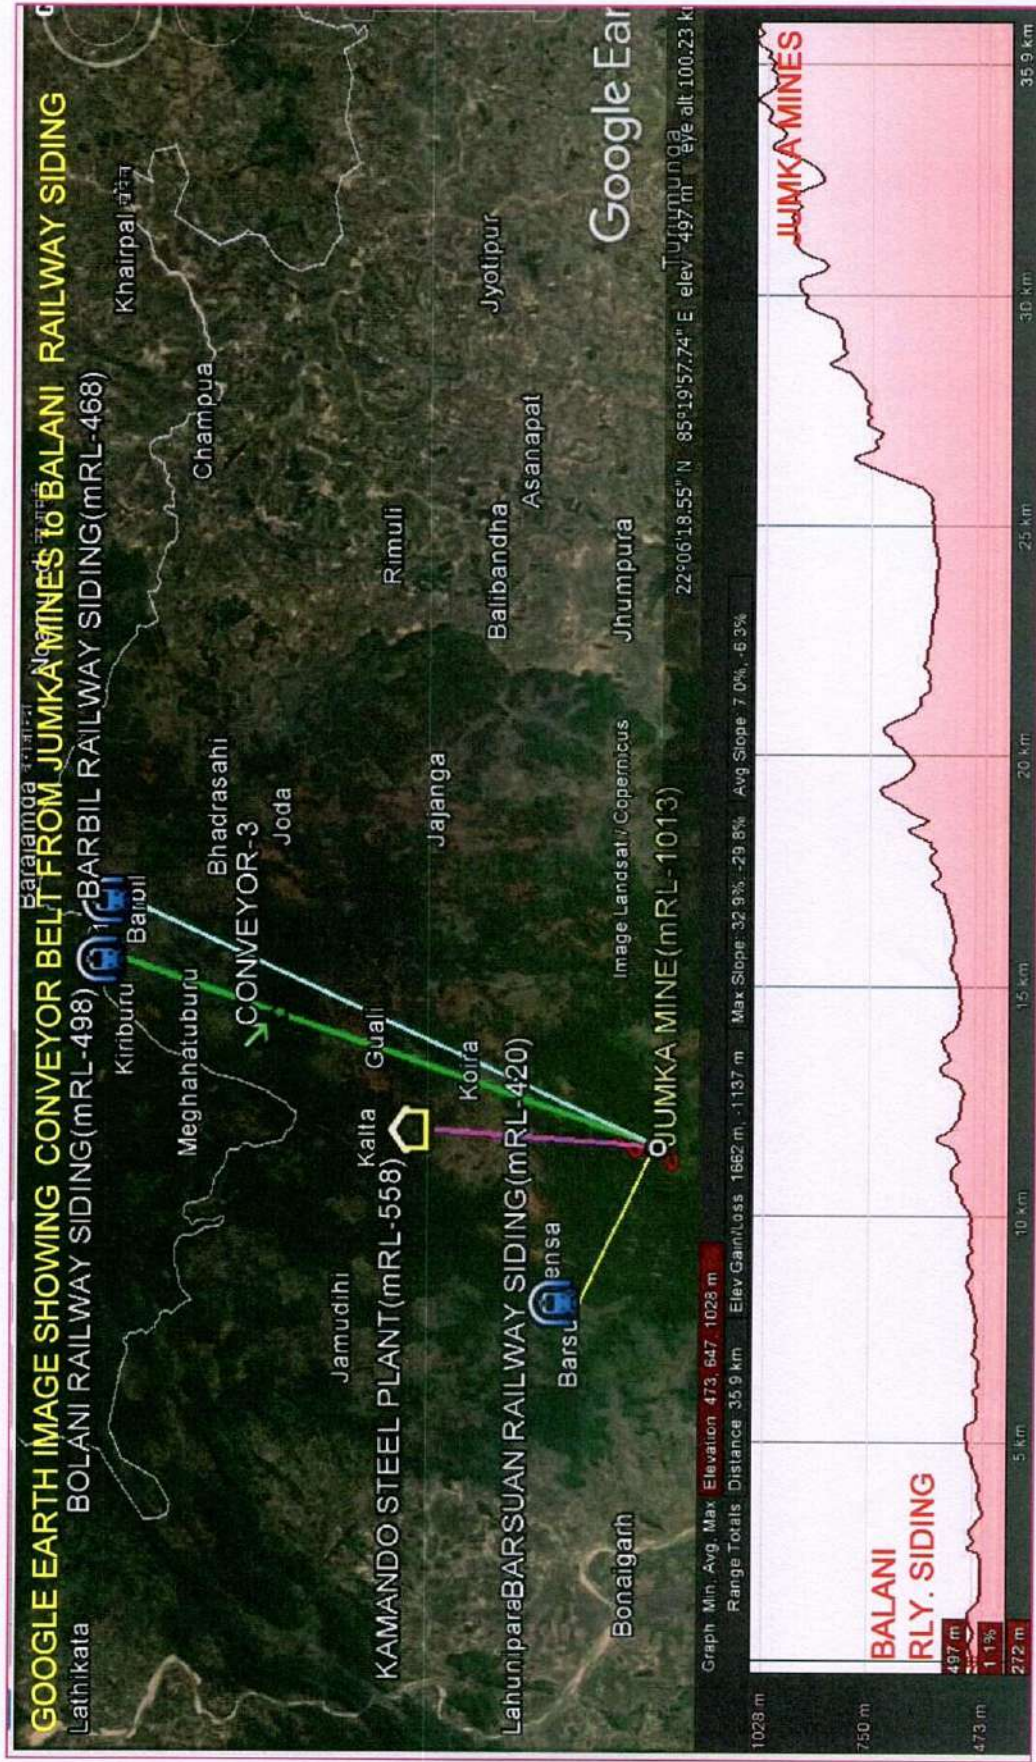 GOOGLE EARTH IMAGE SHOWING CONVEYOR BELT FROM JUMKA MINES to BALANI RAILWAY SIDING
Lathikata
BOLANI RAILWAY SIDING(mRL-498)
BARBIL RAILWAY SIDING(mRL-468)
Khairpal
Kiriburu
Barbil
Champua
Meghahatuburu
Bhadrasahi
CONVEYOR-3
Joda
Jamudihi
Kalta
Guali
Rimuli
KAMANDO STEEL PLANT(mRL-558)
Koira
Jajanga
Balibandha
Jyotipur
Lahunipara
BARSUAN RAILWAY SIDING(mRL-420)
Asanapat
Barsu
ensa
Bonaigarh
Image Landsat / Copernicus
Jhumpura
Google Ear
JUMKA MINE(mRL-1013)
Turumunga
22°06'18.55" N 85°19'57.74" E elev 497 m eye alt 100.23 k
Graph Min, Avg, Max Elevation 473, 647, 1028 m
Range Totals Distance 35.9 km Elev Gain/Loss 1662 m, -1137 m Max Slope: 32.9% -29.8% Avg Slope 7.0%, -6.3%
1028 m
JUMKA MINES
750 m
BALANI
RLY. SIDING
497 m
473 m
1.1%
272 m
5 km
10 km
15 km
20 km
25 km
30 km
35.9 km